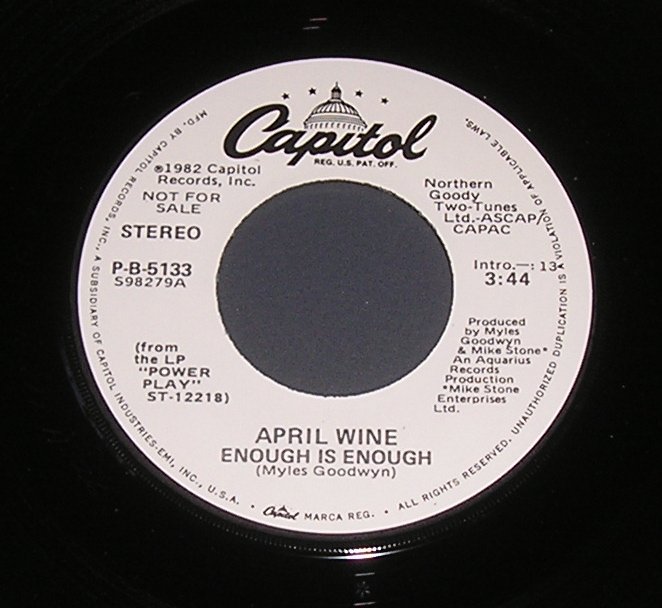 Capitol
REG. U.S. PAT. OFF.
℗1982 Capitol
Records, Inc.
NOT FOR
SALE
STEREO
P-B-5133
S98279A
(from
the LP
"POWER
PLAY"
ST-12218)
Northern
Goody
Two-Tunes
Ltd.-ASCAP/
CAPAC
Intro.—: 13
3:44
Produced
by Myles
Goodwyn
& Mike Stone*
An Aquarius
Records
Production
*Mike Stone
Enterprises
Ltd.
APRIL WINE
ENOUGH IS ENOUGH
(Myles Goodwyn)
MFD. BY CAPITOL RECORDS, INC., A SUBSIDIARY OF CAPITOL INDUSTRIES-EMI, INC., U.S.A. • Capitol MARCA REG. • ALL RIGHTS RESERVED. UNAUTHORIZED DUPLICATION IS A VIOLATION OF APPLICABLE LAWS.